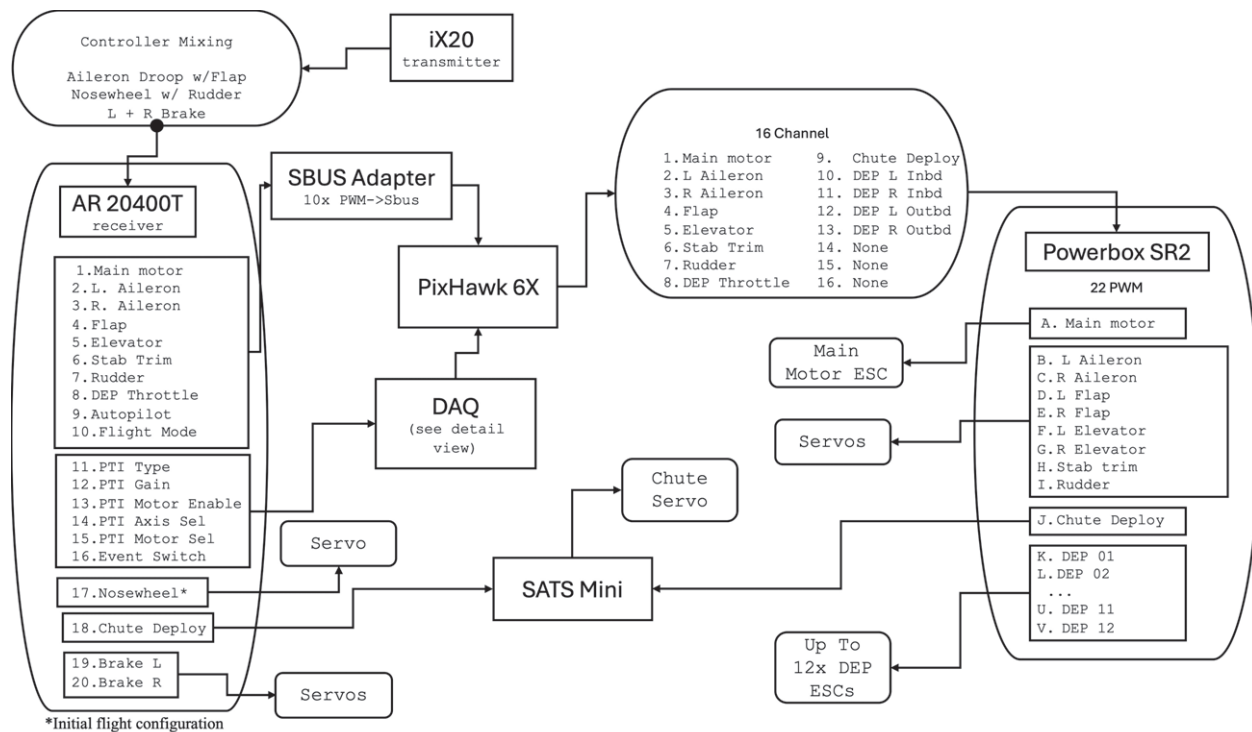 Controller Mixing
Aileron Droop w/Flap
Nosewheel w/ Rudder
L + R Brake
iX20
transmitter
AR 20400T
receiver
1.Main motor
2.L. Aileron
3.R. Aileron
4.Flap
5.Elevator
6.Stab Trim
7.Rudder
8.DEP Throttle
9.Autopilot
10.Flight Mode
11.PTI Type
12.PTI Gain
13.PTI Motor Enable
14.PTI Axis Sel
15.PTI Motor Sel
16.Event Switch
17.Nosewheel*
18.Chute Deploy
19.Brake L
20.Brake R
*Initial flight configuration
SBUS Adapter
10x PWM->Sbus
PixHawk 6X
DAQ
(see detail
view)
Servo
Servos
SATS Mini
Chute
Servo
16 Channel
1.Main motor
2.L Aileron
3.R Aileron
4.Flap
5.Elevator
6.Stab Trim
7.Rudder
8.DEP Throttle
9. Chute Deploy
10. DEP L Inbd
11. DEP R Inbd
12. DEP L Outbd
13. DEP R Outbd
14. None
15. None
16. None
Powerbox SR2
22 PWM
A. Main motor
B. L Aileron
C.R Aileron
D.L Flap
E.R Flap
F.L Elevator
G.R Elevator
H.Stab trim
I.Rudder
J.Chute Deploy
K. DEP 01
L.DEP 02
...
U. DEP 11
V. DEP 12
Main
Motor ESC
Servos
Up To
12x DEP
ESCs